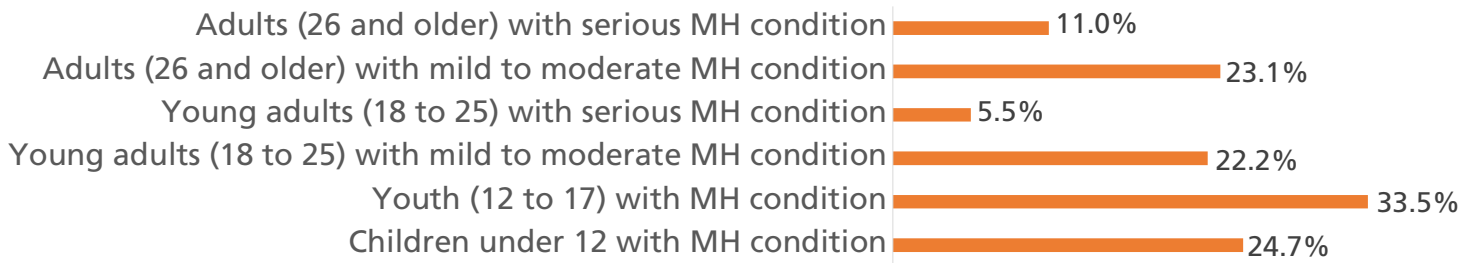 Adults (26 and older) with serious MH condition 11.0%
Adults (26 and older) with mild to moderate MH condition 23.1%
Young adults (18 to 25) with serious MH condition 5.5%
Young adults (18 to 25) with mild to moderate MH condition 22.2%
Youth (12 to 17) with MH condition 33.5%
Children under 12 with MH condition 24.7%